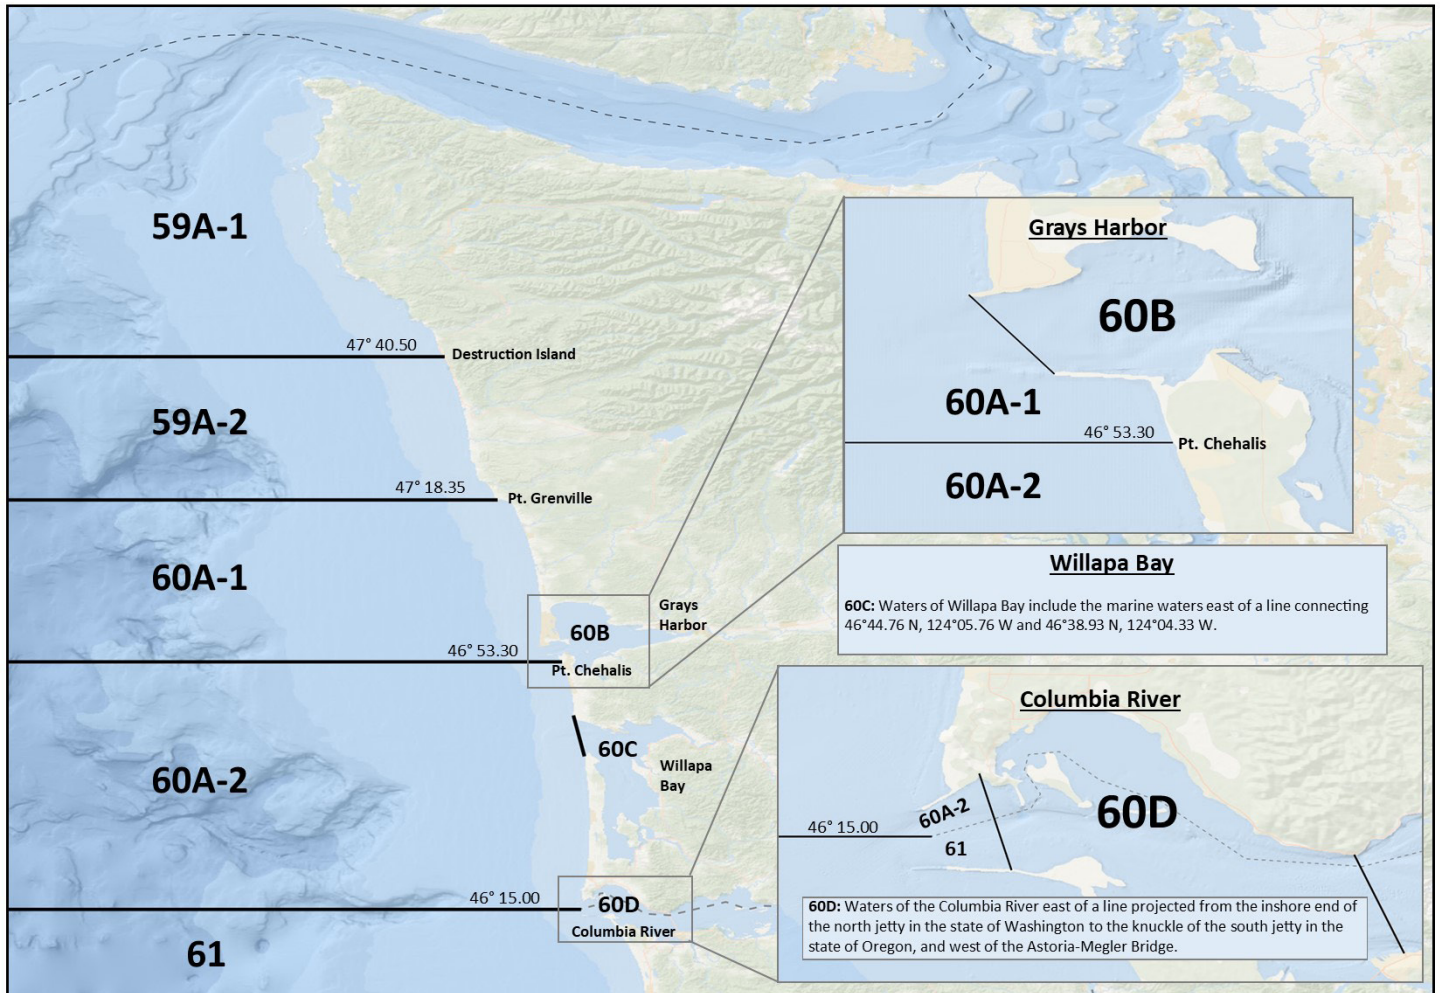 59A-1
47° 40.50
Destruction Island
59A-2
47° 18.35
Pt. Grenville
60A-1
60B
Grays
Harbor
46° 53.30
Pt. Chehalis
60A-2
60C
Willapa
Bay
46° 15.00
60D
Columbia River
61
Grays Harbor
60B
60A-1
46° 53.30
Pt. Chehalis
60A-2
Willapa Bay
60C: Waters of Willapa Bay include the marine waters east of a line connecting
46°44.76 N, 124°05.76 W and 46°38.93 N, 124°04.33 W.
Columbia River
60A-2
60D
46° 15.00
61
60D: Waters of the Columbia River east of a line projected from the inshore end of
the north jetty in the state of Washington to the knuckle of the south jetty in the
state of Oregon, and west of the Astoria-Megler Bridge.